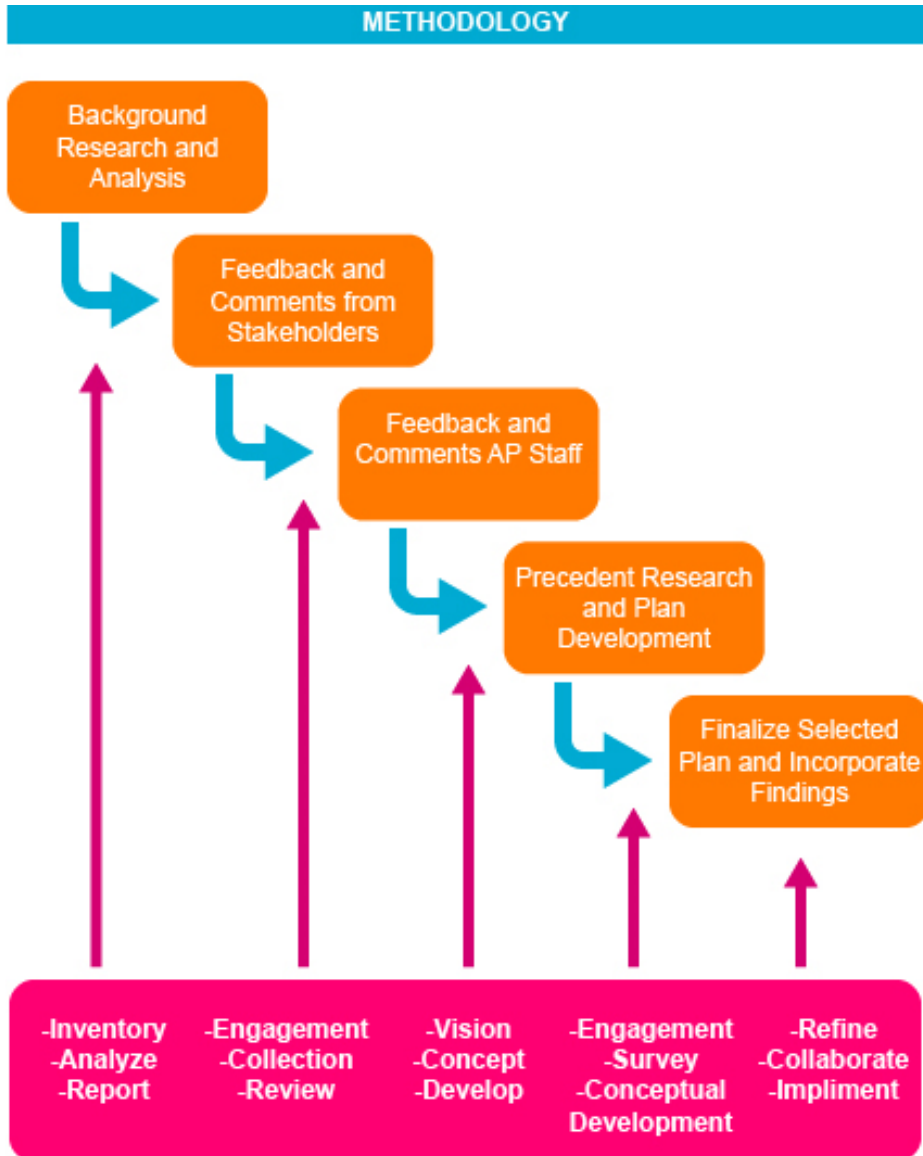 METHODOLOGY
Background
Research and
Analysis
Feedback and
Comments from
Stakeholders
Feedback and
Comments AP Staff
Precedent Research
and Plan
Development
Finalize Selected
Plan and Incorporate
Findings
-Inventory
-Analyze
-Report
-Engagement
-Collection
-Review
-Vision
-Concept
-Develop
-Engagement
-Survey
-Conceptual
Development
-Refine
-Collaborate
-Impliment